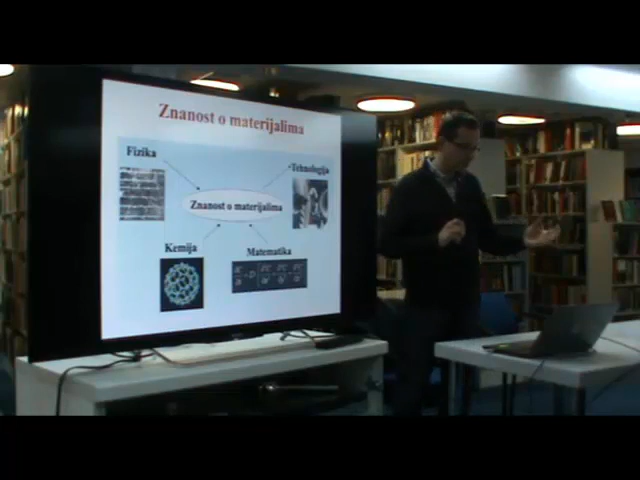 Znanost o materijalima
Fizika
Tehnologija
Znanost o materijalima
Kemija
Matematika